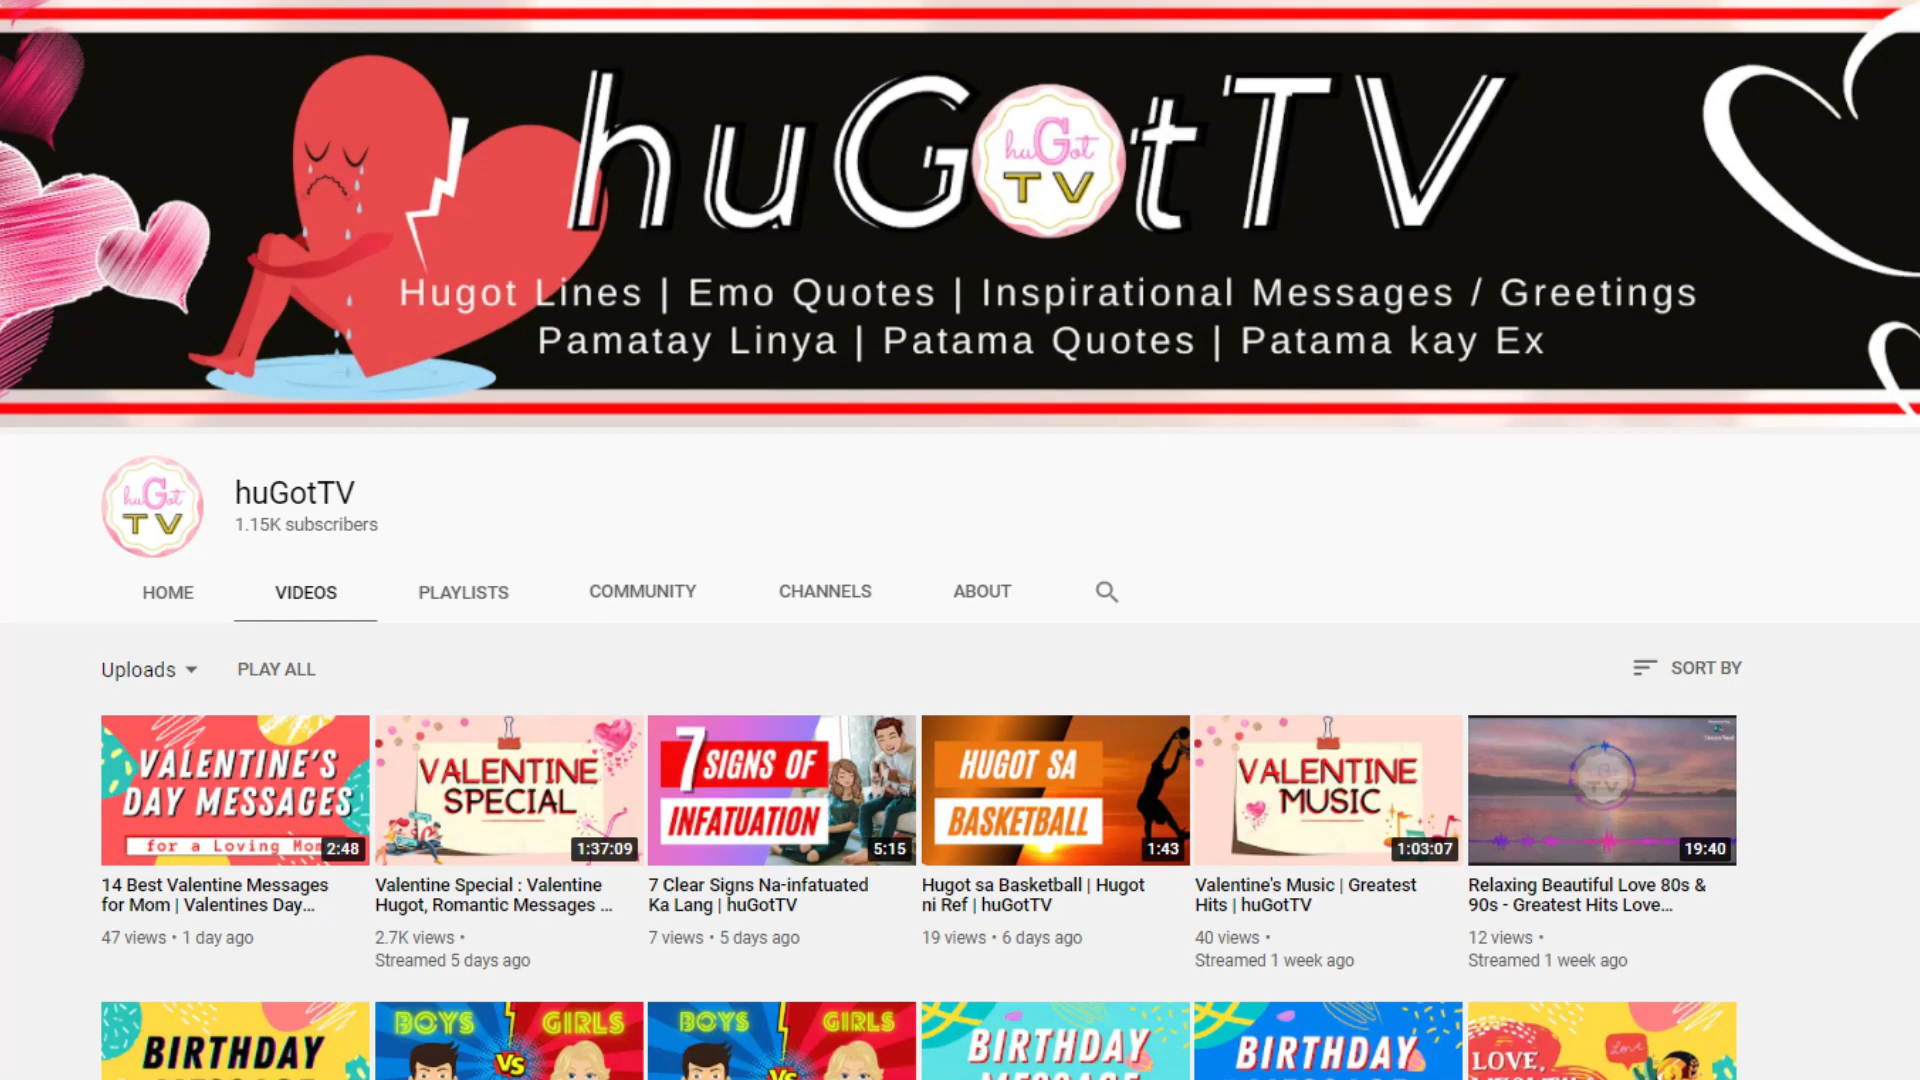 huGotTV
huGot
TV
Hugot Lines | Emo Quotes | Inspirational Messages / Greetings
Pamatay Linya | Patama Quotes | Patama kay Ex
huGot
TV
huGotTV
1.15K subscribers
HOME VIDEOS PLAYLISTS COMMUNITY CHANNELS ABOUT
Uploads PLAY ALL SORT BY
VALENTINE'S
DAY MESSAGES
for a Loving Mom
2:48
VALENTINE
SPECIAL
1:37:09
7 SIGNS OF
INFATUATION
5:15
HUGOT SA
BASKETBALL
1:43
VALENTINE
MUSIC
1:03:07
19:40
14 Best Valentine Messages
for Mom | Valentines Day...
47 views • 1 day ago
Valentine Special : Valentine
Hugot, Romantic Messages ...
2.7K views •
Streamed 5 days ago
7 Clear Signs Na-infatuated
Ka Lang | huGotTV
7 views • 5 days ago
Hugot sa Basketball | Hugot
ni Ref | huGotTV
19 views • 6 days ago
Valentine's Music | Greatest
Hits | huGotTV
40 views •
Streamed 1 week ago
Relaxing Beautiful Love 80s &
90s - Greatest Hits Love...
12 views •
Streamed 1 week ago
BIRTHDAY
BOYS GIRLS
VS
BOYS GIRLS
VS
BIRTHDAY
BIRTHDAY
LOVE,
Love